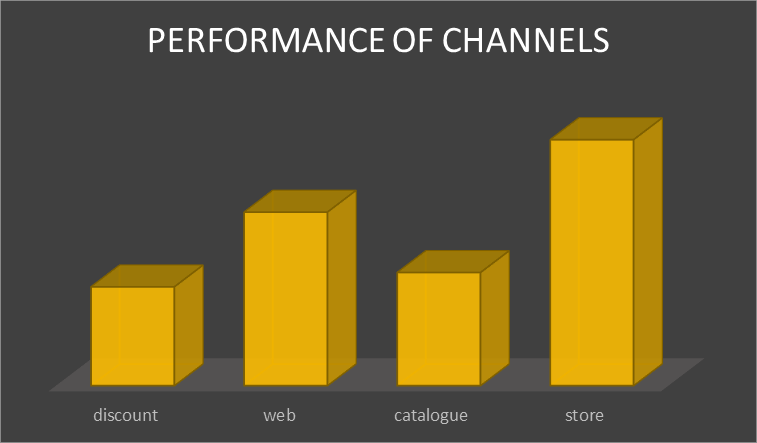 PERFORMANCE OF CHANNELS
discount web catalogue store